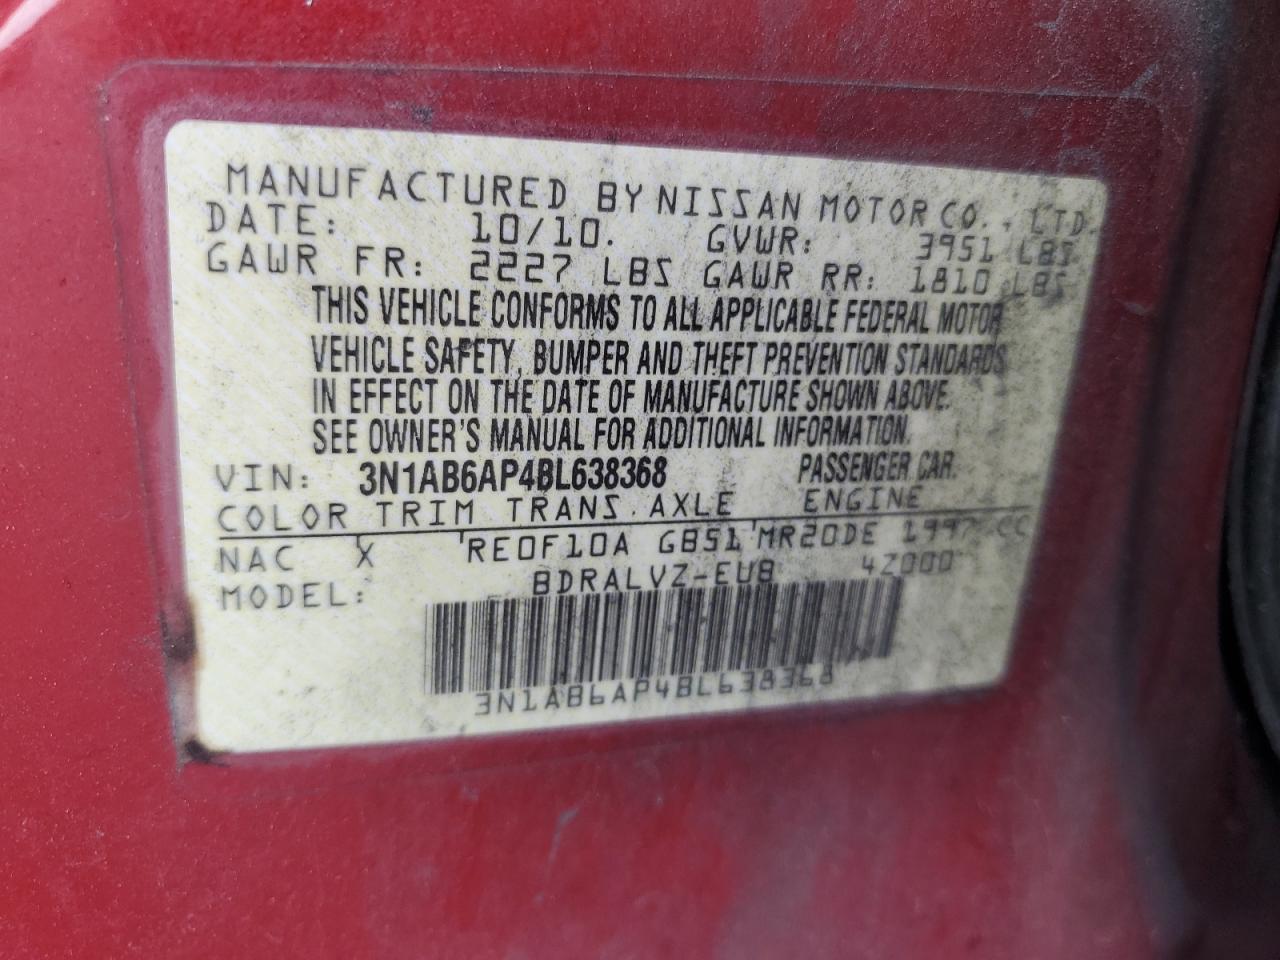 MANUFACTURED BY NISSAN MOTOR CO., LTD.
DATE: 10/10. GVWR: 3951 LBS
GAWR FR: 2227 LBS GAWR RR: 1810 LBS
THIS VEHICLE CONFORMS TO ALL APPLICABLE FEDERAL MOTOR
VEHICLE SAFETY, BUMPER AND THEFT PREVENTION STANDARDS
IN EFFECT ON THE DATE OF MANUFACTURE SHOWN ABOVE.
SEE OWNER'S MANUAL FOR ADDITIONAL INFORMATION.
VIN: 3N1AB6AP4BL638368 PASSENGER CAR.
COLOR TRIM TRANS. AXLE ENGINE
NAC X RE0F10A GB51 MR20DE 1997 CC
MODEL: BDRALVZ-EUB 4Z000
3N1AB6AP4BL638368